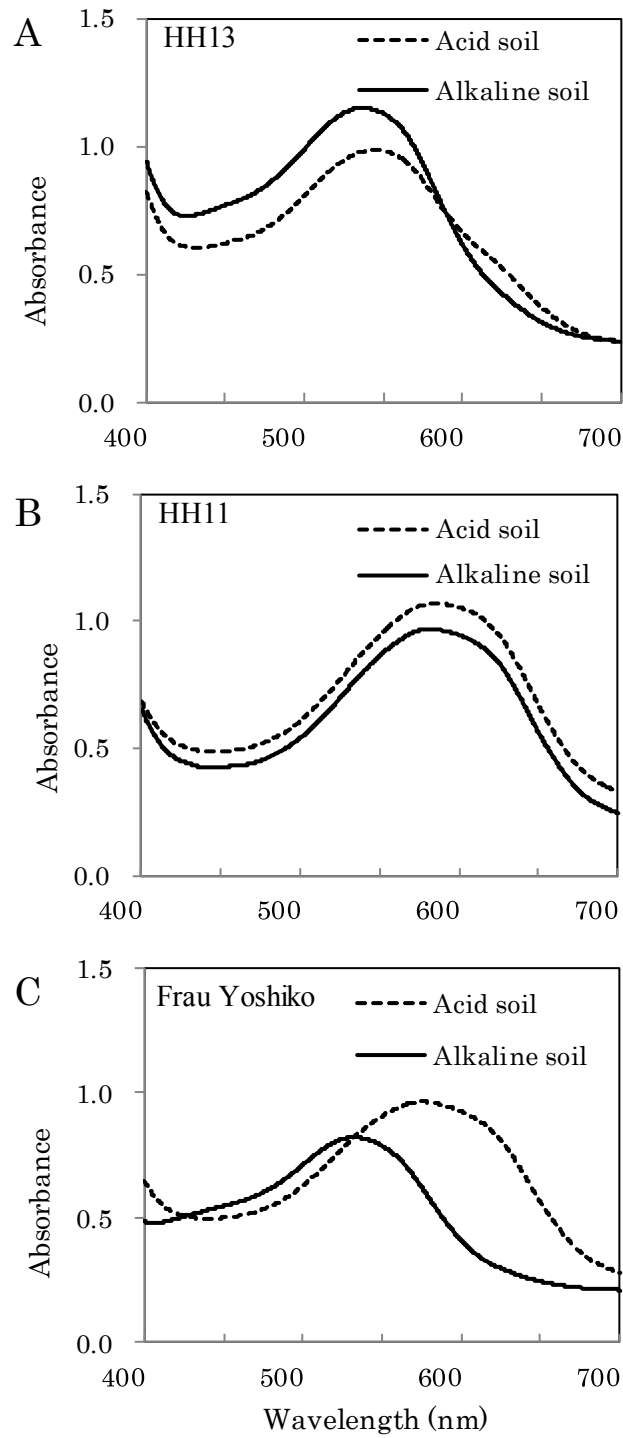 A
HH13
Acid soil
Alkaline soil
1.5
1.0
0.5
0.0
Absorbance
400 500 600 700
B
HH11
Acid soil
Alkaline soil
1.5
1.0
0.5
0.0
Absorbance
400 500 600 700
C
Frau Yoshiko
Acid soil
Alkaline soil
1.5
1.0
0.5
0.0
Absorbance
400 500 600 700
Wavelength (nm)